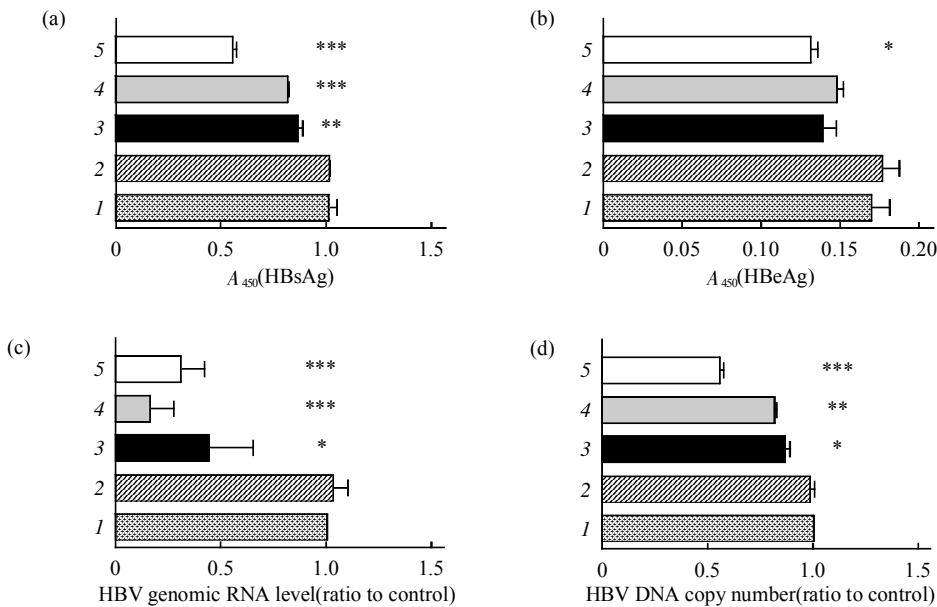 (a)
5 ***
4 ***
3 **
2
1
0 0.5 1.0 1.5
A450(HBsAg)
(b)
5 *
4
3
2
1
0 0.05 0.10 0.15 0.20
A450(HBeAg)
(c)
5 ***
4 ***
3 *
2
1
0 0.5 1.0 1.5
HBV genomic RNA level(ratio to control)
(d)
5 ***
4 **
3 *
2
1
0 0.5 1.0 1.5
HBV DNA copy number(ratio to control)